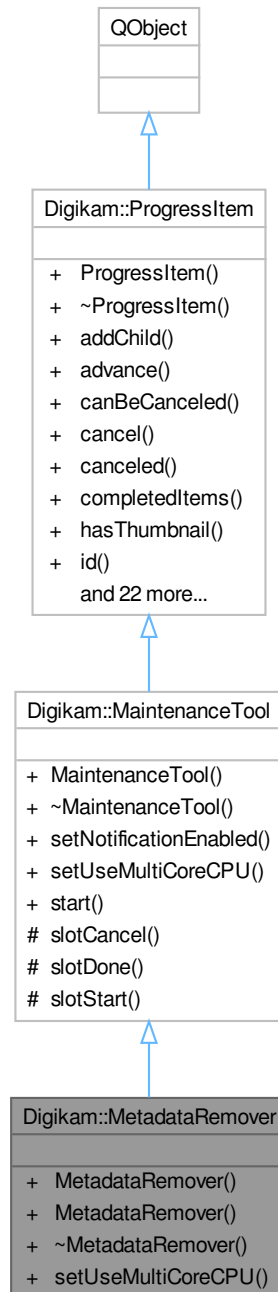 QObject
Digikam::ProgressItem
+ ProgressItem()
+ ~ProgressItem()
+ addChild()
+ advance()
+ canBeCanceled()
+ cancel()
+ canceled()
+ completedItems()
+ hasThumbnail()
+ id()
and 22 more...
Digikam::MaintenanceTool
+ MaintenanceTool()
+ ~MaintenanceTool()
+ setNotificationEnabled()
+ setUseMultiCoreCPU()
+ start()
# slotCancel()
# slotDone()
# slotStart()
Digikam::MetadataRemover
+ MetadataRemover()
+ MetadataRemover()
+ ~MetadataRemover()
+ setUseMultiCoreCPU()